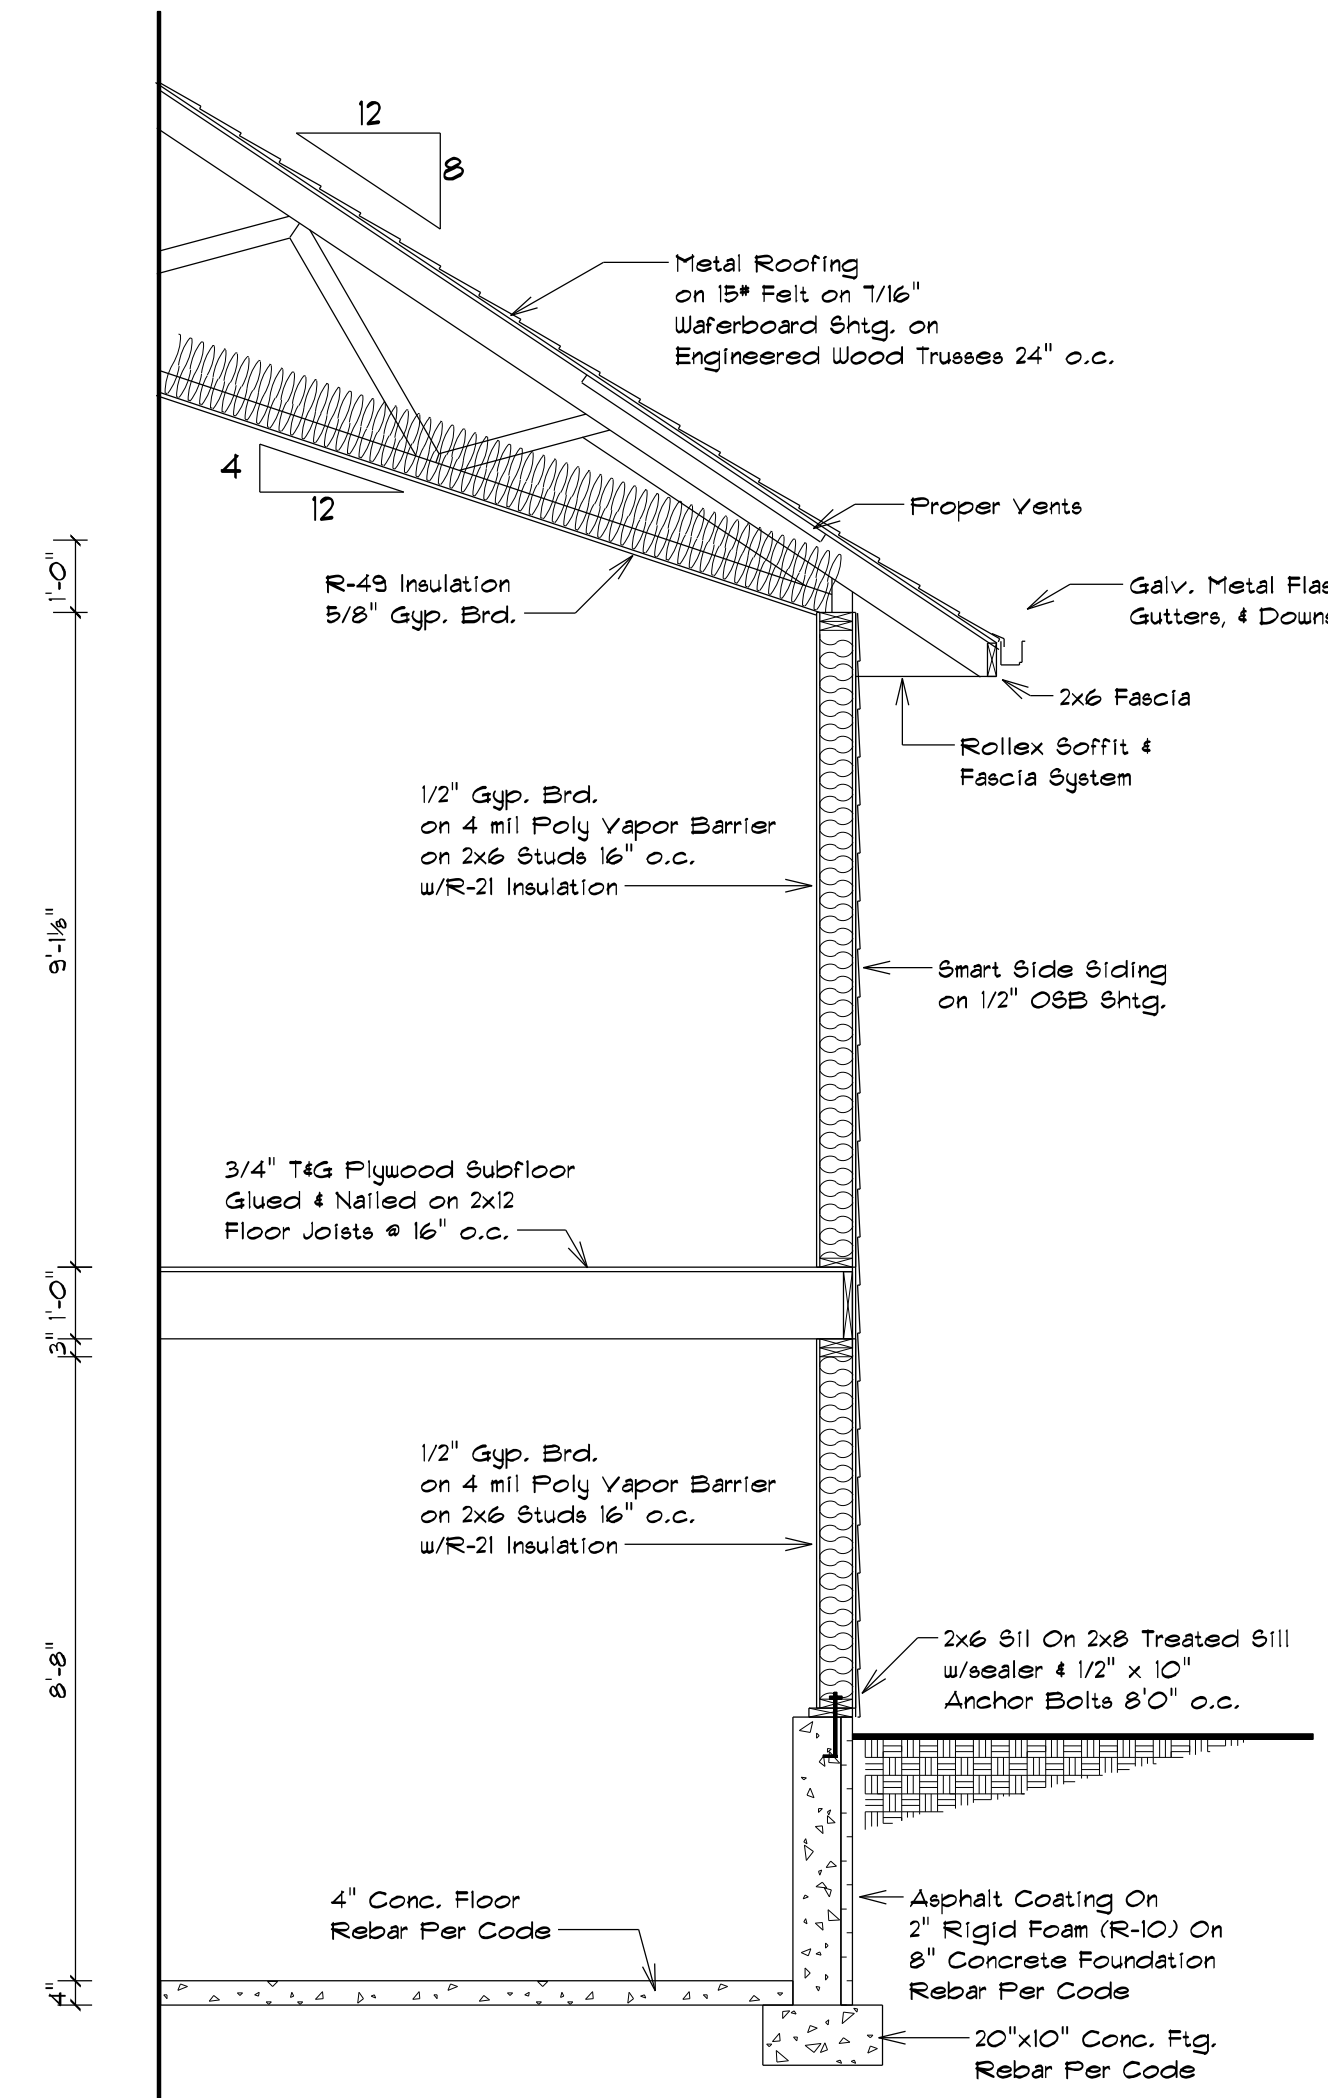 12
8
Metal Roofing
on 15# Felt on 7/16"
Waferboard Shtg. on
Engineered Wood Trusses 24" o.c.
4
12
Proper Vents
1'-0"
R-49 Insulation
5/8" Gyp. Brd.
Galv. Metal Flas
Gutters, & Downs
2x6 Fascia
Rollex Soffit &
Fascia System
1/2" Gyp. Brd.
on 4 mil Poly Vapor Barrier
on 2x6 Studs 16" o.c.
w/R-21 Insulation
9'-1⅛"
Smart Side Siding
on 1/2" OSB Shtg.
3/4" T&G Plywood Subfloor
Glued & Nailed on 2x12
Floor Joists @ 16" o.c.
1'-0"
3"
1/2" Gyp. Brd.
on 4 mil Poly Vapor Barrier
on 2x6 Studs 16" o.c.
w/R-21 Insulation
8'-8"
2x6 Sil On 2x8 Treated Sill
w/sealer & 1/2" x 10"
Anchor Bolts 8'0" o.c.
4" Conc. Floor
Rebar Per Code
Asphalt Coating On
2" Rigid Foam (R-10) On
8" Concrete Foundation
Rebar Per Code
4"
20"x10" Conc. Ftg.
Rebar Per Code